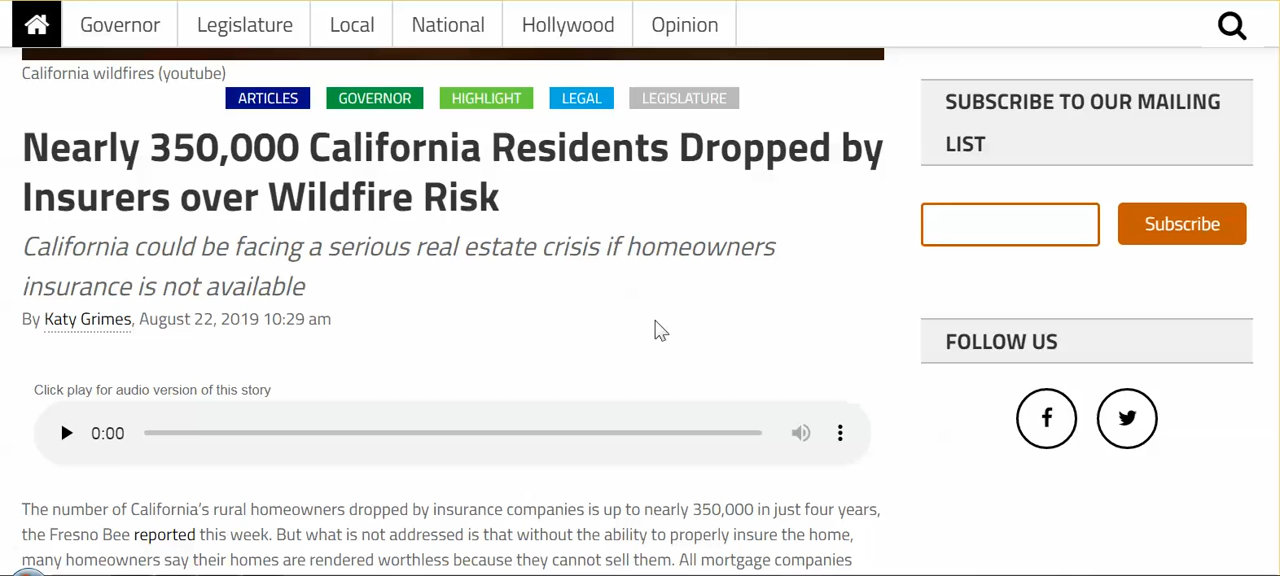 Governor Legislature Local National Hollywood Opinion
California wildfires (youtube)
ARTICLES GOVERNOR HIGHLIGHT LEGAL LEGISLATURE
Nearly 350,000 California Residents Dropped by
Insurers over Wildfire Risk
California could be facing a serious real estate crisis if homeowners
insurance is not available
By Katy Grimes, August 22, 2019 10:29 am
Click play for audio version of this story
0:00
The number of California's rural homeowners dropped by insurance companies is up to nearly 350,000 in just four years,
the Fresno Bee reported this week. But what is not addressed is that without the ability to properly insure the home,
many homeowners say their homes are rendered worthless because they cannot sell them. All mortgage companies
SUBSCRIBE TO OUR MAILING
LIST
Subscribe
FOLLOW US